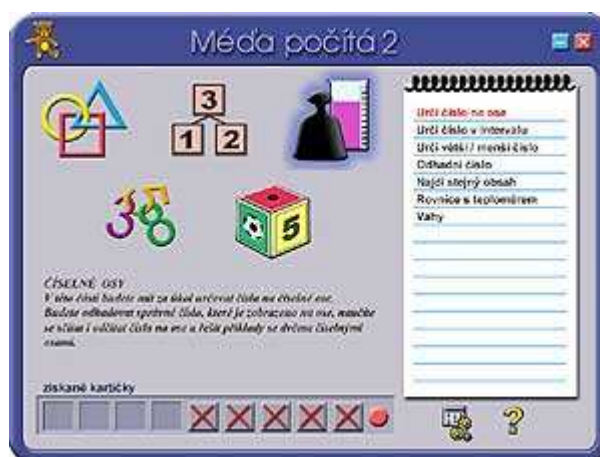 Méďa počítá 2
3
1 2
5
Urči číslo na ose
Urči číslo v intervalu
Urči větší / menší číslo
Odhadni číslo
Najdi stejný obsah
Rovnice s teploměrem
Váhy
ČÍSELNÉ OSY
V této části budete mít za úkol určovat čísla na číselné ose.
Budete odhadovat správné číslo, které je zobrazeno na ose, naučíte
se sčítat i odčítat čísla na ose a řešit příklady se dvěma číselnými
osami.
získané kartičky
?